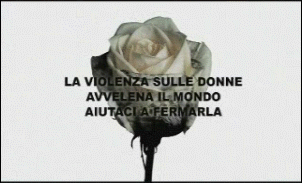 LA VIOLENZA SULLE DONNE
AVVELENA IL MONDO
AIUTACI A FERMARLA